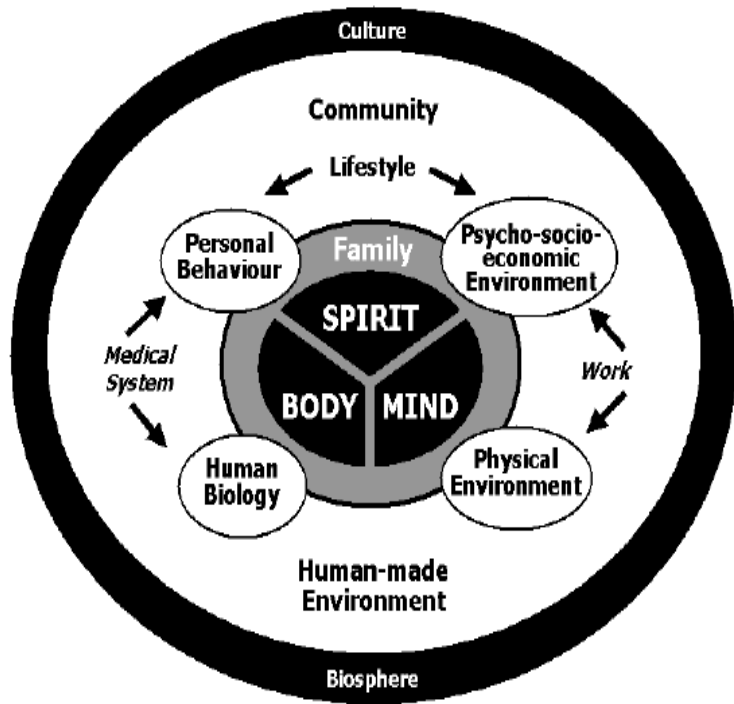 Culture
Community
Lifestyle
Personal
Behaviour
Family
Psycho-socio-
economic
Environment
SPIRIT
Medical
System
Work
BODY
MIND
Human
Biology
Physical
Environment
Human-made
Environment
Biosphere